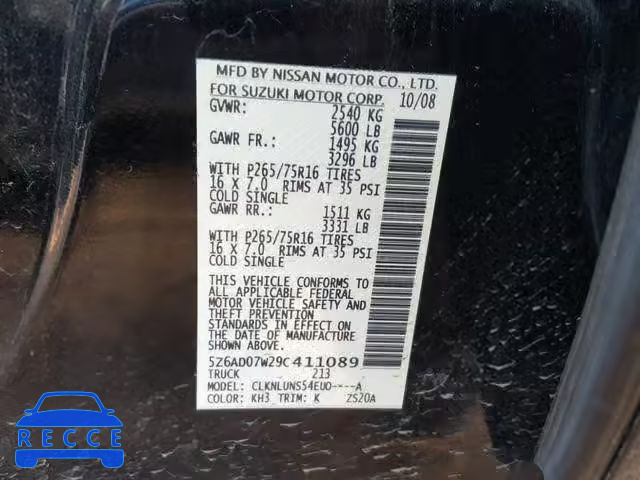 MFD BY NISSAN MOTOR CO., LTD.
FOR SUZUKI MOTOR CORP. 10/08
GVWR: 2540 KG
5600 LB
GAWR FR.: 1495 KG
3296 LB
WITH P265/75R16 TIRES
16 X 7.0 RIMS AT 35 PSI
COLD SINGLE
GAWR RR.: 1511 KG
3331 LB
WITH P265/75R16 TIRES
16 X 7.0 RIMS AT 35 PSI
COLD SINGLE
THIS VEHICLE CONFORMS TO
ALL APPLICABLE FEDERAL
MOTOR VEHICLE SAFETY AND
THEFT PREVENTION
STANDARDS IN EFFECT ON
THE DATE OF MANUFACTURE
SHOWN ABOVE.
5Z6AD07W29C411089
TRUCK 213
MODEL: CLKNLUNS54EUO----A
COLOR: KH3 TRIM: K ZS20A
RECCE